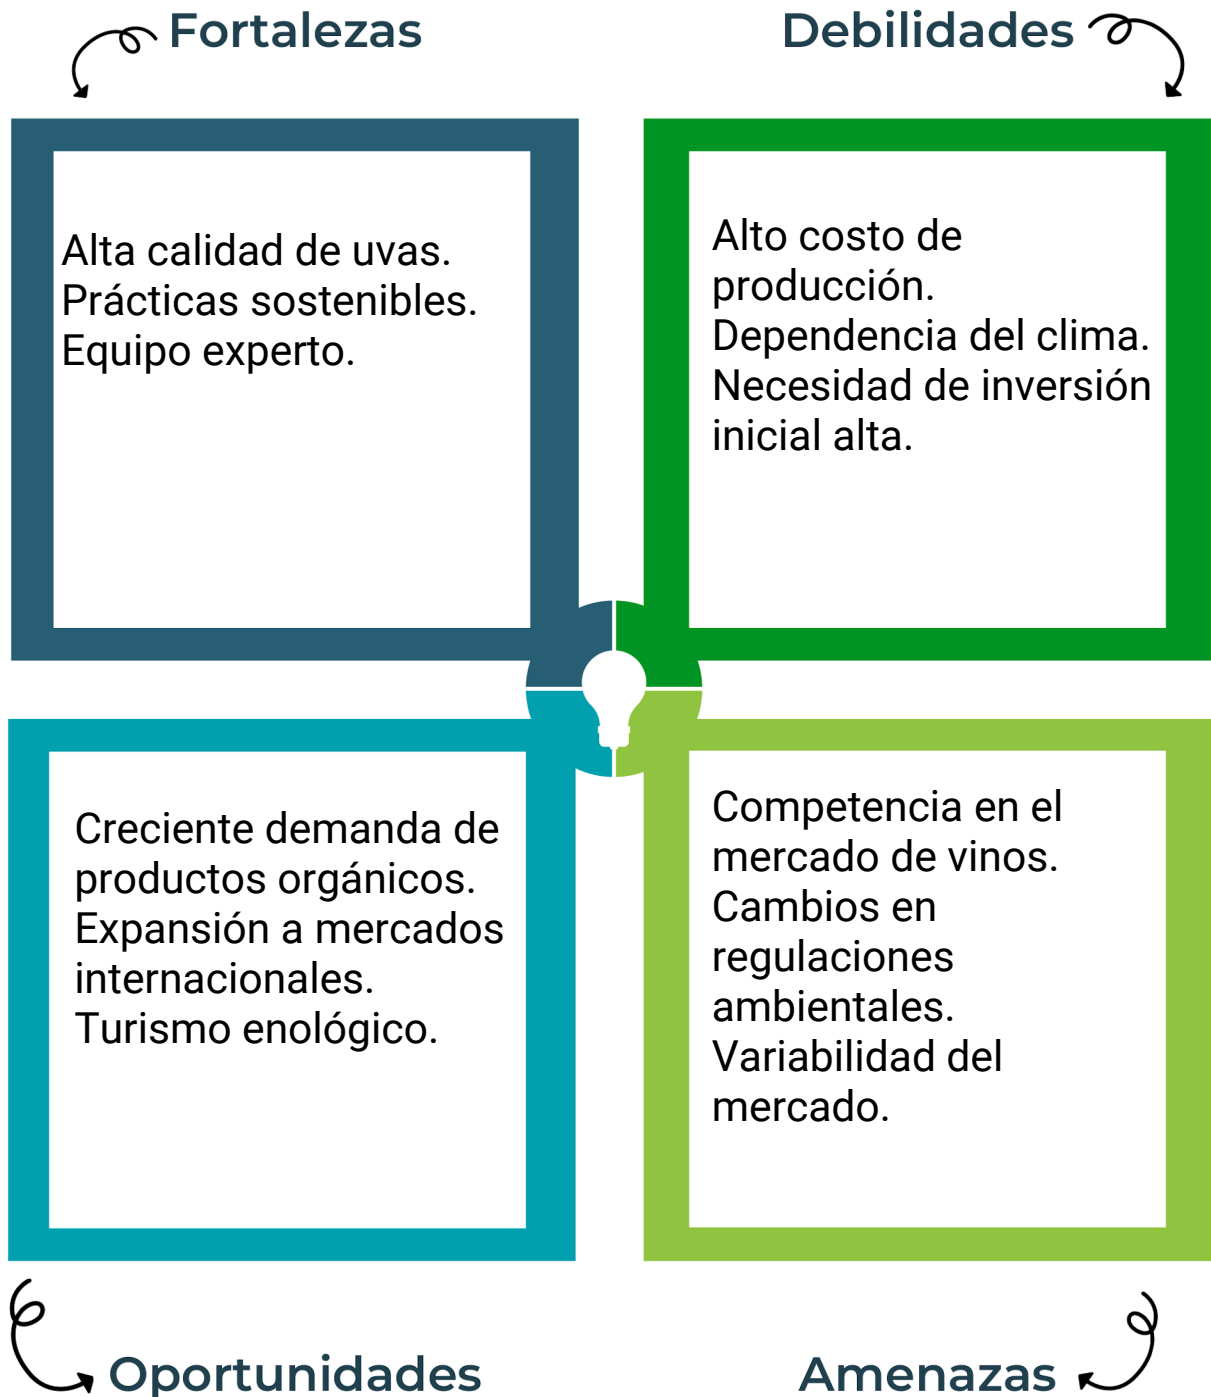 Fortalezas
Alta calidad de uvas.
Prácticas sostenibles.
Equipo experto.
Debilidades
Alto costo de
producción.
Dependencia del clima.
Necesidad de inversión
inicial alta.
Creciente demanda de
productos orgánicos.
Expansión a mercados
internacionales.
Turismo enológico.
Oportunidades
Competencia en el
mercado de vinos.
Cambios en
regulaciones
ambientales.
Variabilidad del
mercado.
Amenazas